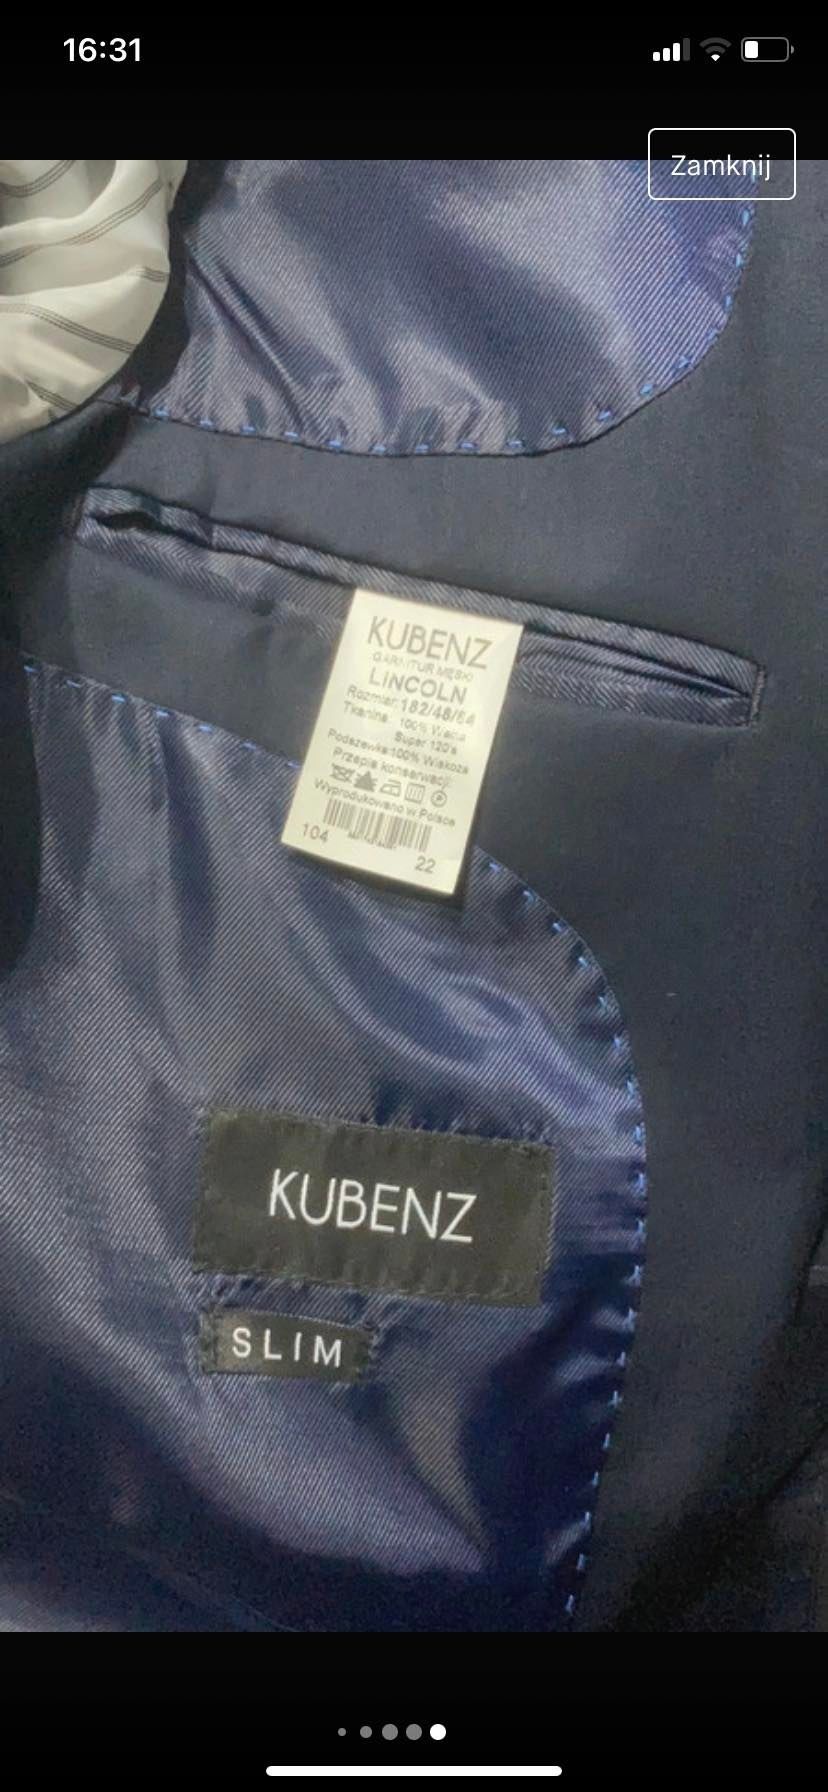 16:31
Zamknij
KUBENZ
GARNITUR MĘSKI
LINCOLN
Rozmiar: 182/48/84
Tkanina: 100% Wełna
Super 120's
Podszewka: 100% Wiskoza
Przepis konserwacji:
Wyprodukowano w Polsce
104
22
KUBENZ
SLIM